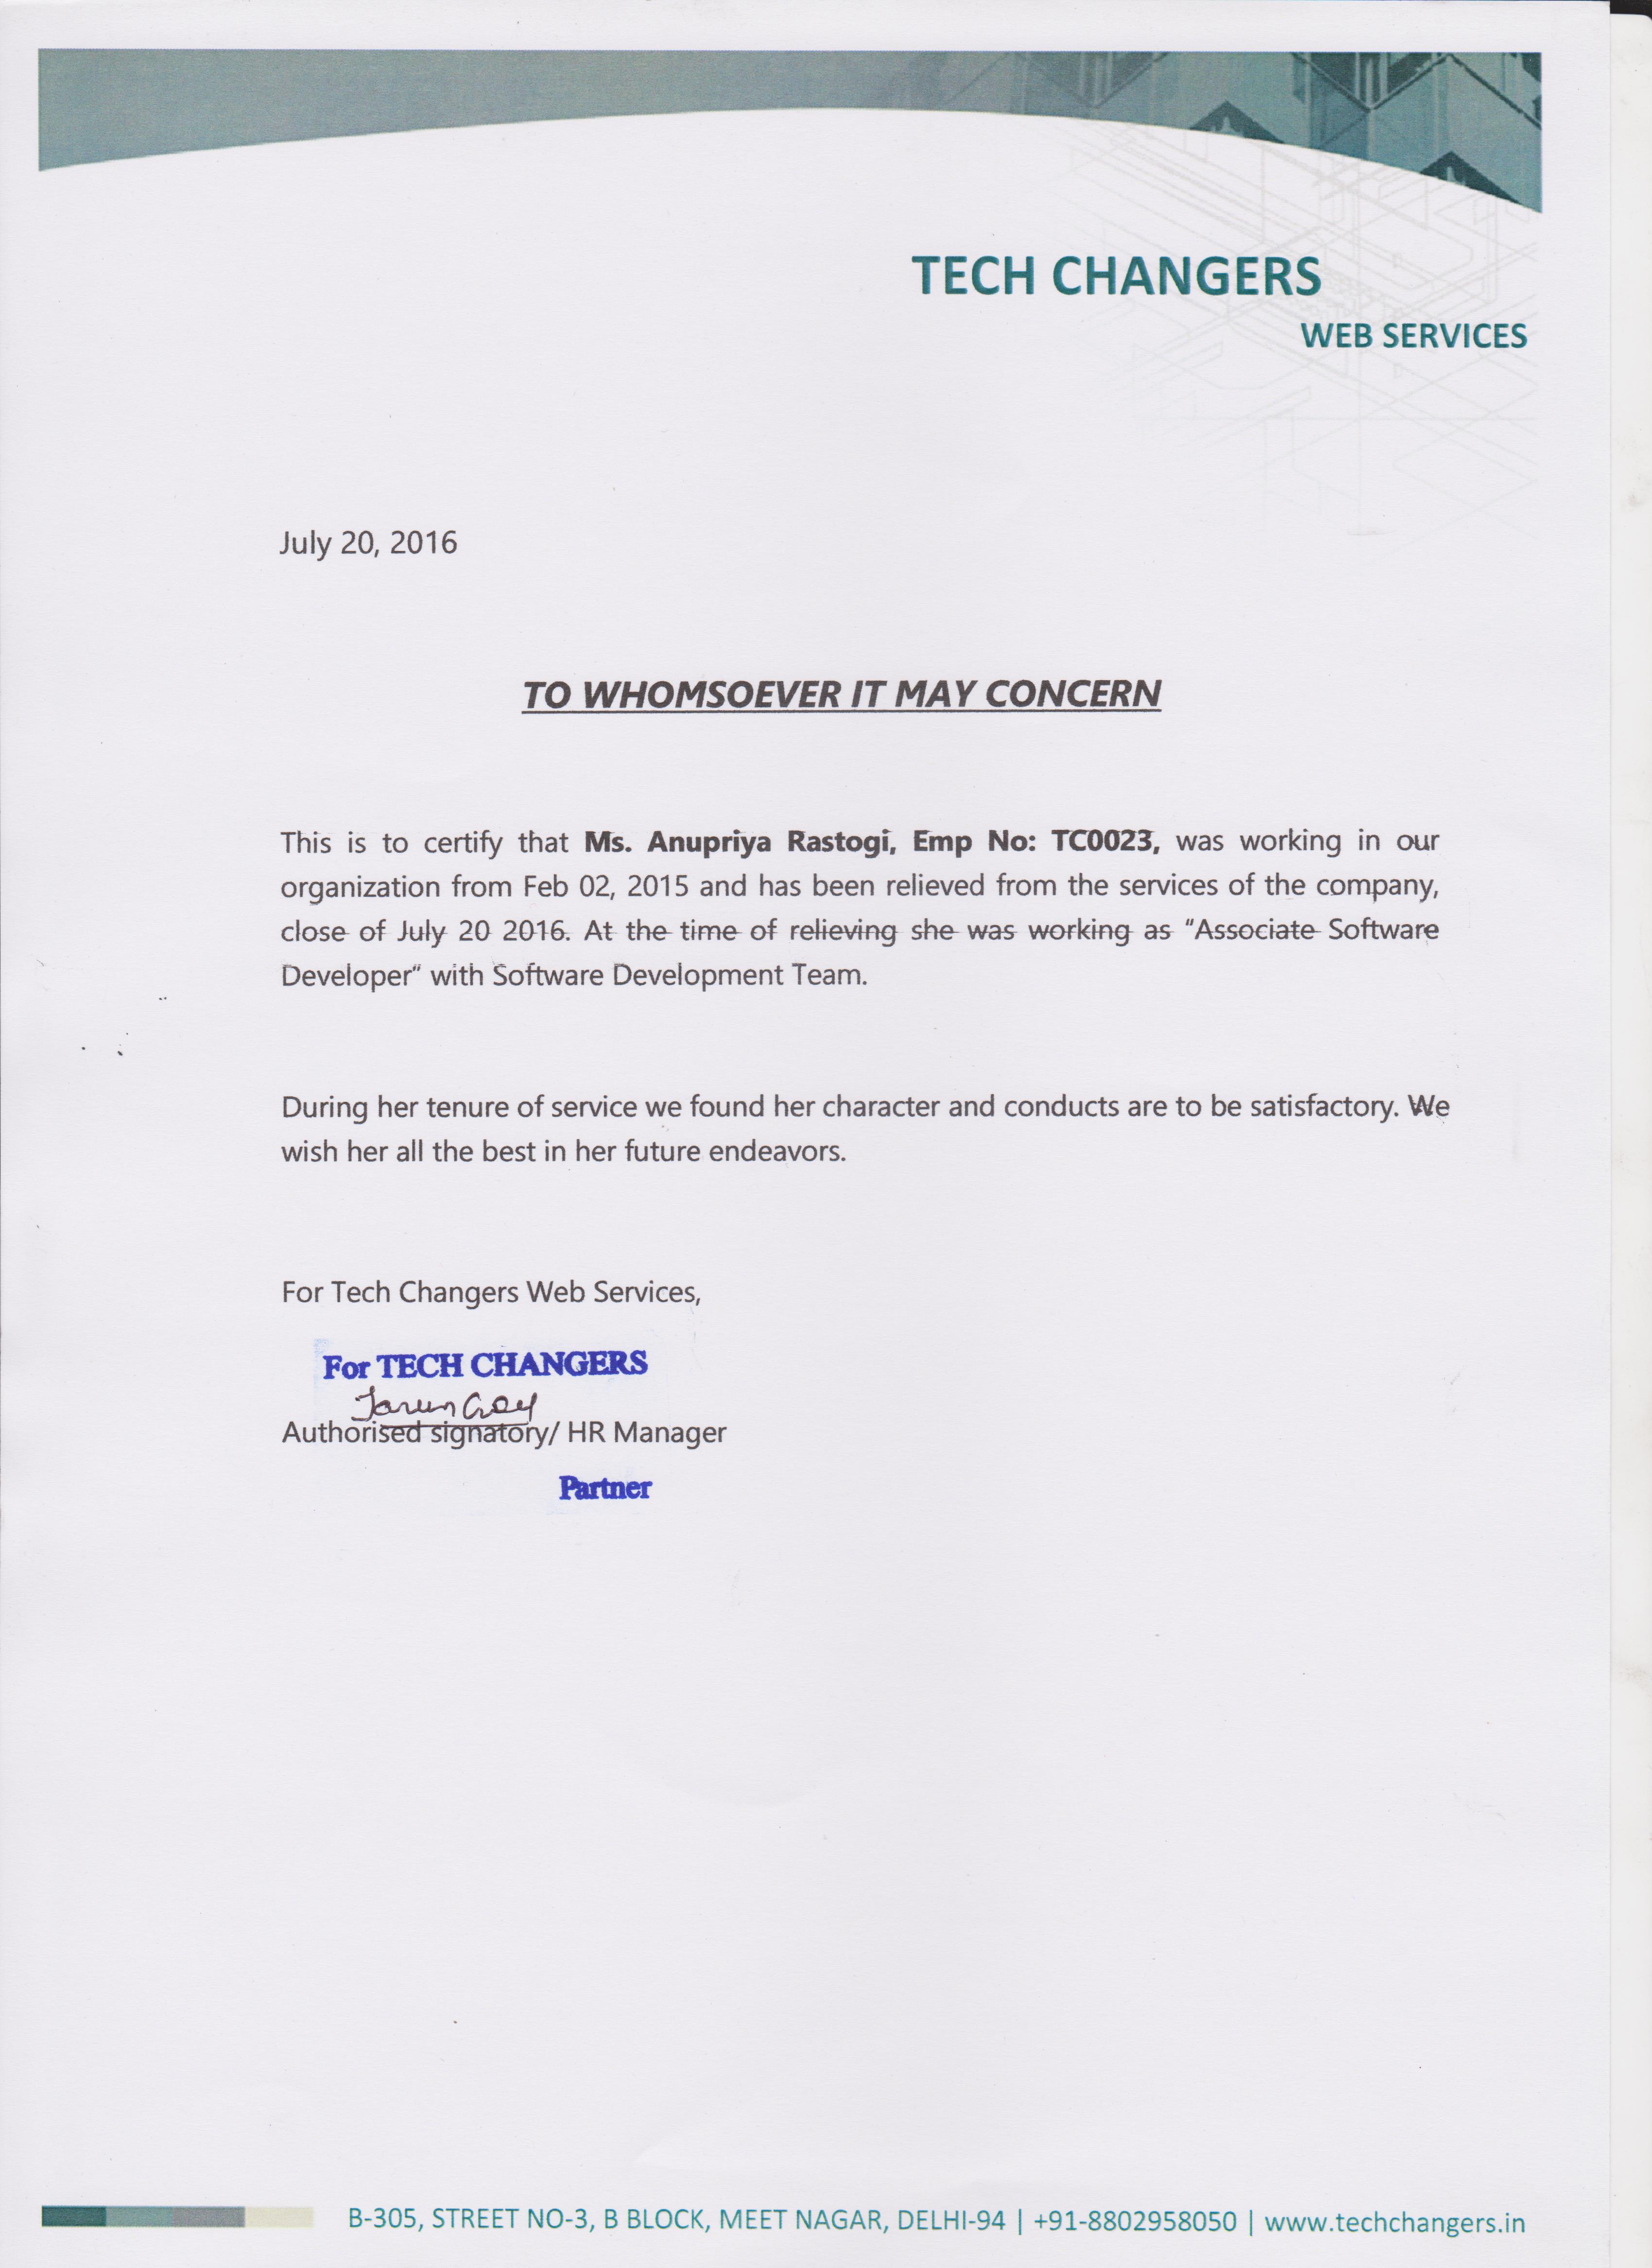 TECH CHANGERS
WEB SERVICES
July 20, 2016
TO WHOMSOEVER IT MAY CONCERN
This is to certify that Ms. Anupriya Rastogi, Emp No: TC0023, was working in our
organization from Feb 02, 2015 and has been relieved from the services of the company,
close of July 20 2016. At the time of relieving she was working as "Associate Software
Developer" with Software Development Team.
During her tenure of service we found her character and conducts are to be satisfactory. We
wish her all the best in her future endeavors.
For Tech Changers Web Services,
For TECH CHANGERS
Tarun Goel
Authorised signatory/ HR Manager
Partner
B-305, STREET NO-3, B BLOCK, MEET NAGAR, DELHI-94 | +91-8802958050 | www.techchangers.in